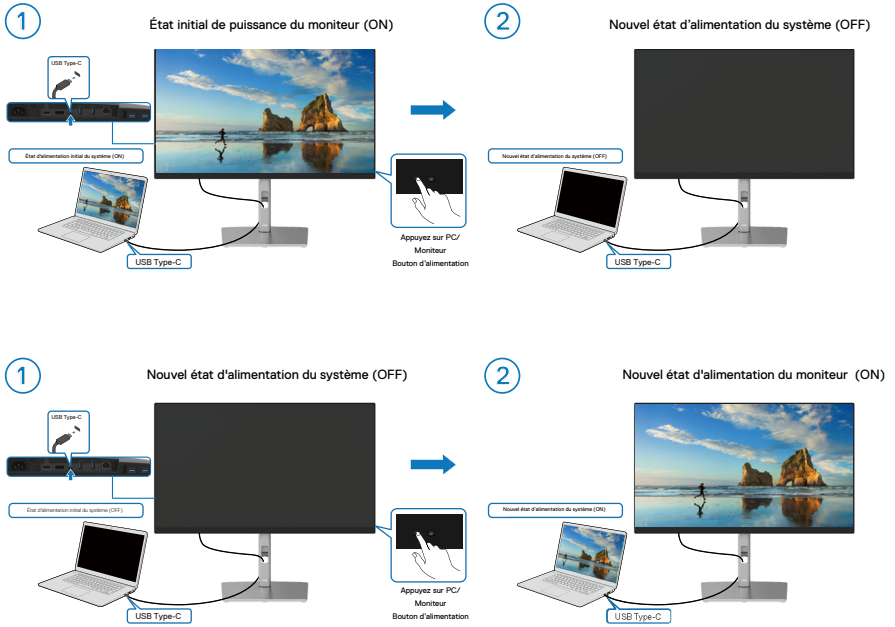 1
État initial de puissance du moniteur (ON)
2
Nouvel état d'alimentation du système (OFF)
USB Type-C
État d'alimentation initial du système (ON)
Nouvel état d'alimentation du système (OFF)
Appuyez sur PC/
Moniteur
Bouton d'alimentation
USB Type-C
USB Type-C
1
Nouvel état d'alimentation du système (OFF)
2
Nouvel état d'alimentation du moniteur (ON)
USB Type-C
État d'alimentation initial du système (OFF)
Nouvel état d'alimentation du système (ON)
Appuyez sur PC/
Moniteur
Bouton d'alimentation
USB Type-C
USB Type-C